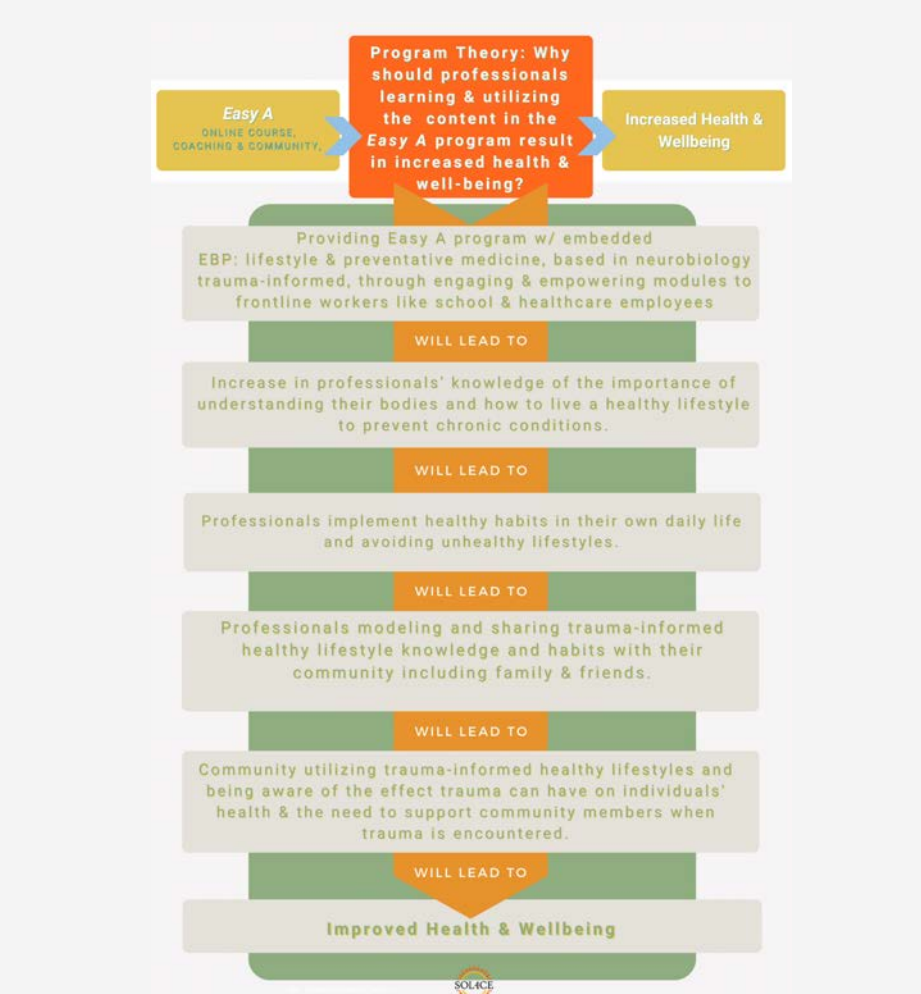 Program Theory: Why
should professionals
learning & utilizing
the content in the
Easy A program result
in increased health &
well-being?
Easy A
ONLINE COURSE,
COACHING & COMMUNITY,
Increased Health &
Wellbeing
Providing Easy A program w/ embedded
EBP: lifestyle & preventative medicine, based in neurobiology
trauma-informed, through engaging & empowering modules to
frontline workers like school & healthcare employees
WILL LEAD TO
Increase in professionals' knowledge of the importance of
understanding their bodies and how to live a healthy lifestyle
to prevent chronic conditions.
WILL LEAD TO
Professionals implement healthy habits in their own daily life
and avoiding unhealthy lifestyles.
WILL LEAD TO
Professionals modeling and sharing trauma-informed
healthy lifestyle knowledge and habits with their
community including family & friends.
WILL LEAD TO
Community utilizing trauma-informed healthy lifestyles and
being aware of the effect trauma can have on individuals'
health & the need to support community members when
trauma is encountered.
WILL LEAD TO
Improved Health & Wellbeing
SOL4CE